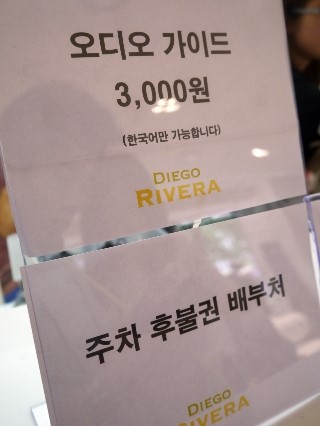 오디오 가이드
3,000원
(한국어만 가능합니다)
DIEGO
RIVERA
주차 후불권 배부처
DIEGO
RIVERA